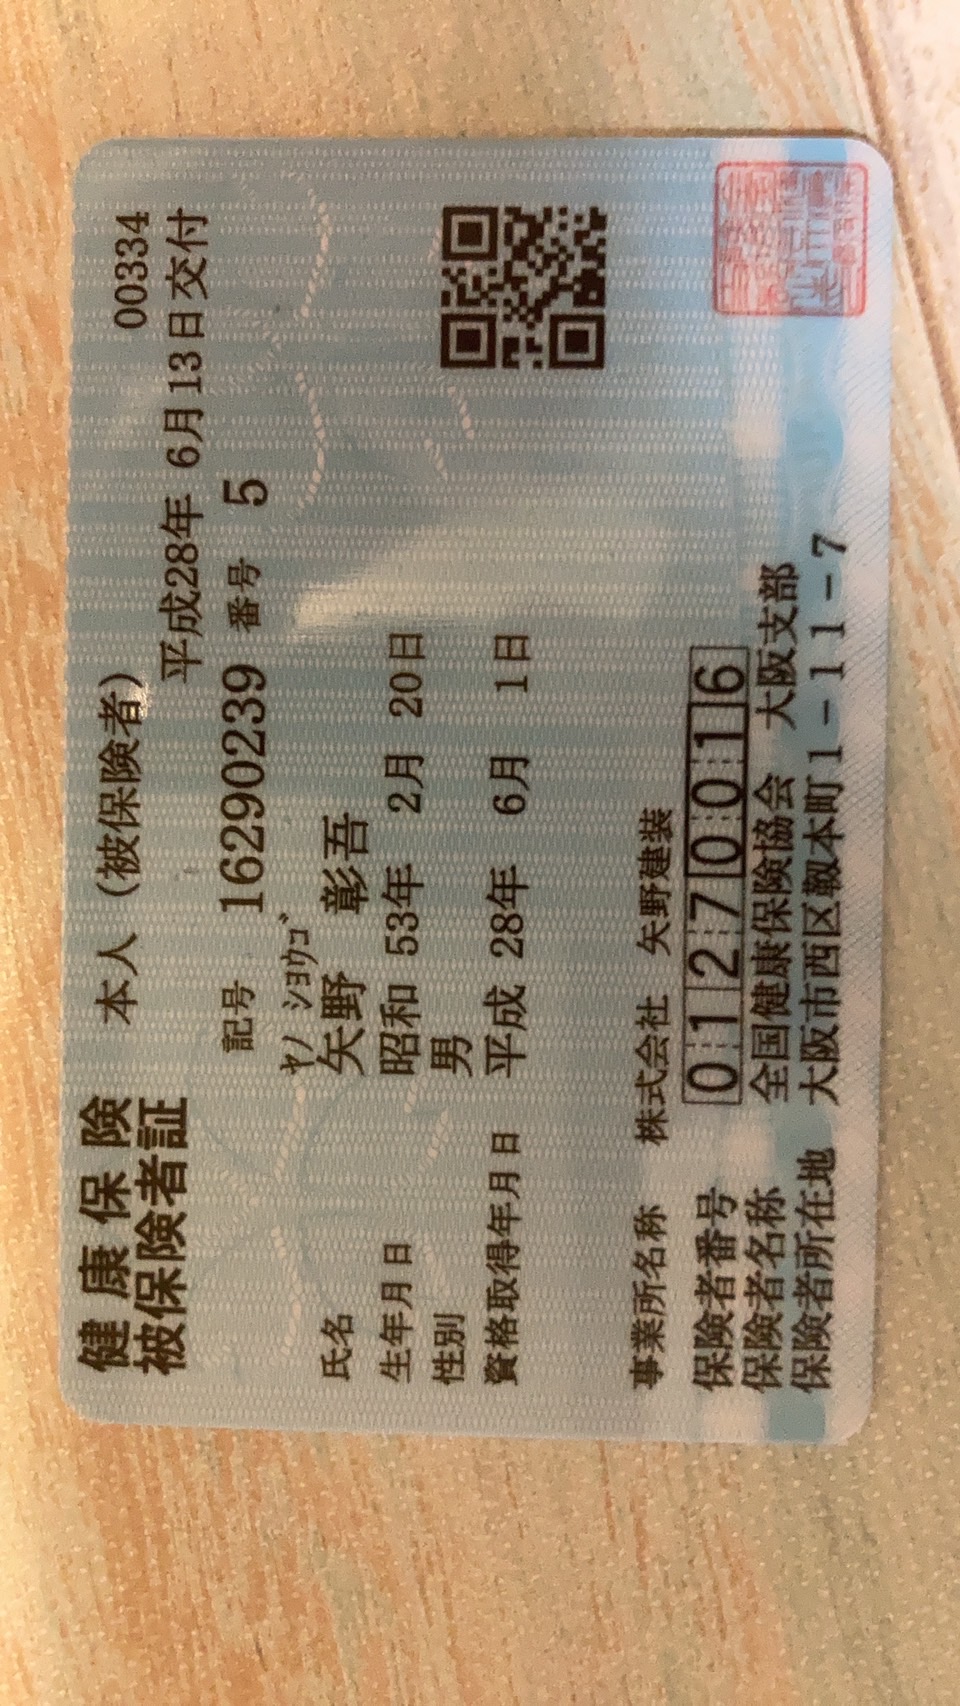 健康保険 本人（被保険者） 00334
被保険者証 平成28年 6月13日交付
記号 16290239 番号 5
ヤノ ショウゴ
氏名 矢野 彰吾
生年月日 昭和 53年 2月 20日
性別 男
資格取得年月日 平成 28年 6月 1日
事業所名称 株式会社 矢野建装
保険者番号 01270016
保険者名称 全国健康保険協会 大阪支部
保険者所在地 大阪市西区靱本町1-11-7